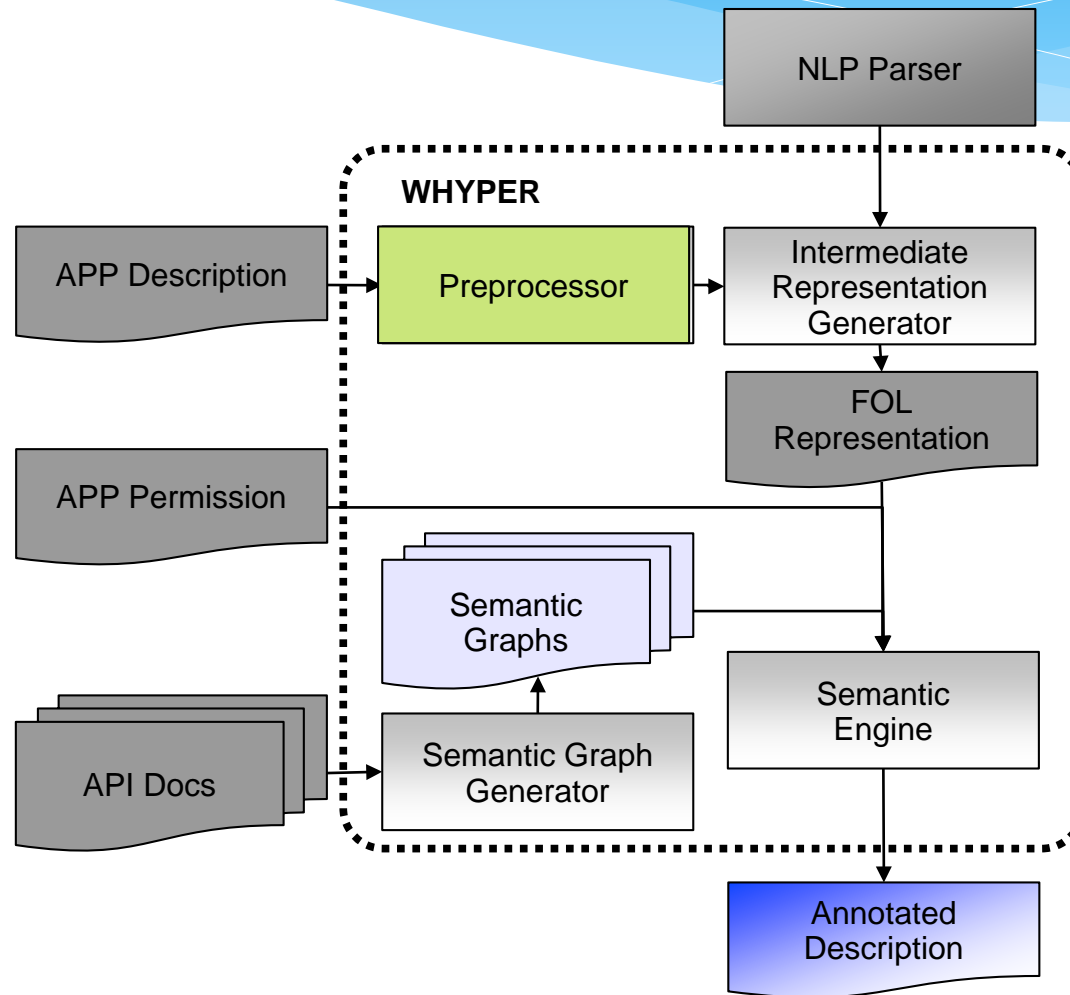 NLP Parser
WHYPER
APP Description
Preprocessor
Intermediate
Representation
Generator
FOL
Representation
APP Permission
Semantic
Graphs
Semantic
Engine
API Docs
Semantic Graph
Generator
Annotated
Description